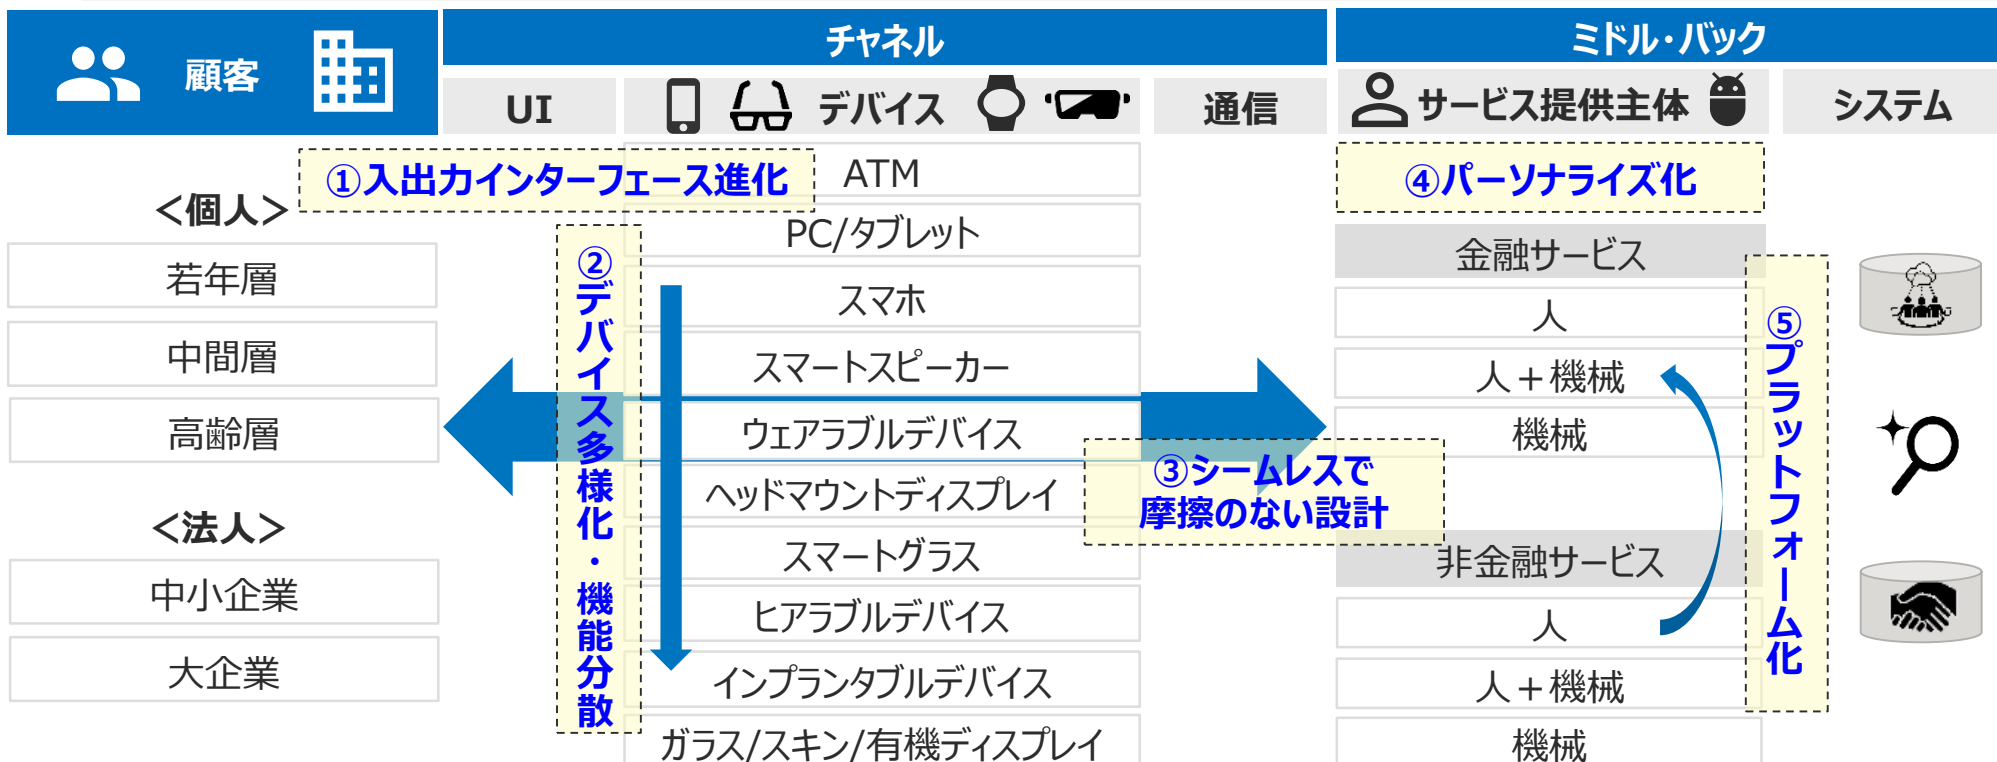 顧客
チャネル
ミドル・バック
UI
デバイス
通信
サービス提供主体
システム
①入出力インターフェース進化
④パーソナライズ化
<個人>
若年層
中間層
高齢層
<法人>
中小企業
大企業
②デバイス多様化・機能分散
ATM
PC/タブレット
スマホ
スマートスピーカー
ウェアラブルデバイス
ヘッドマウントディスプレイ
スマートグラス
ヒアラブルデバイス
インプランタブルデバイス
ガラス/スキン/有機ディスプレイ
③シームレスで
摩擦のない設計
金融サービス
人
人+機械
機械
非金融サービス
人
人+機械
機械
⑤プラットフォーム化